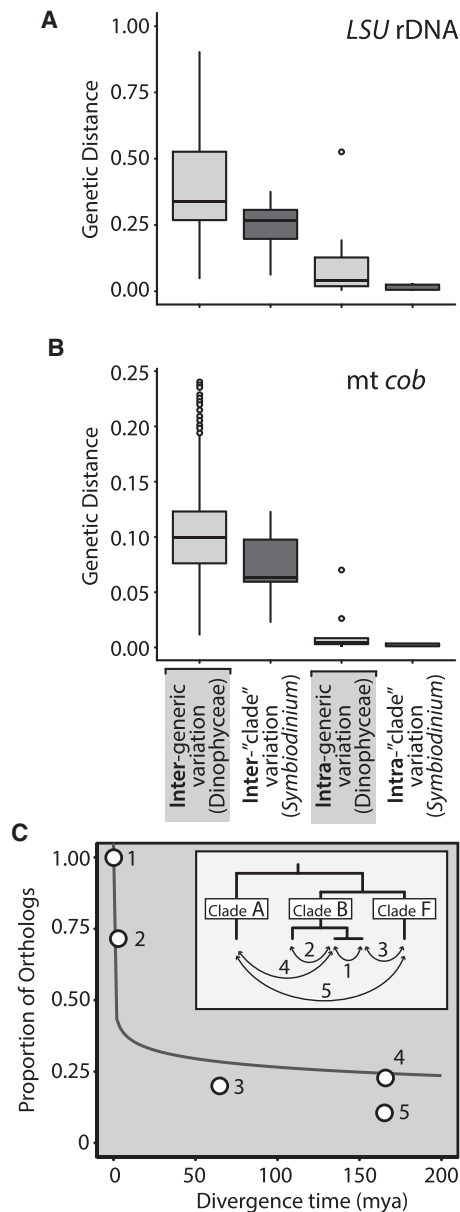 A
LSU rDNA
Genetic Distance
1.00
0.75
0.50
0.25
0.00
B
mt cob
Genetic Distance
0.25
0.20
0.15
0.10
0.05
0.00
Inter-generic
variation
(Dinophyceae)
Inter-"clade"
variation
(Symbiodinium)
Intra-generic
variation
(Dinophyceae)
Intra-"clade"
variation
(Symbiodinium)
C
Proportion of Orthologs
1.00
0.75
0.50
0.25
0
1
2
3
4
5
Clade A
Clade B
Clade F
2
1
3
4
5
0
50
100
150
200
Divergence time (mya)